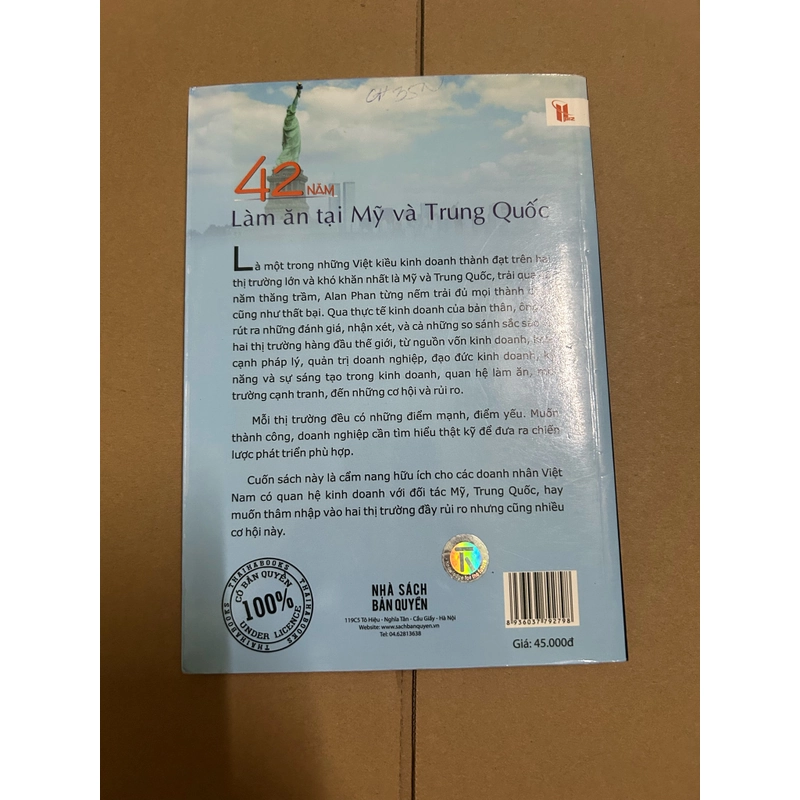 42 NĂM
Làm ăn tại Mỹ và Trung Quốc
Là một trong những Việt kiều kinh doanh thành đạt trên hai
thị trường lớn và khó khăn nhất là Mỹ và Trung Quốc, trải qua
năm thăng trầm, Alan Phan từng nếm trải đủ mọi thành
cũng như thất bại. Qua thực tế kinh doanh của bản thân, ông
rút ra những đánh giá, nhận xét, và cả những so sánh sắc sảo
hai thị trường hàng đầu thế giới, từ nguồn vốn kinh doanh,
cạnh pháp lý, quản trị doanh nghiệp, đạo đức kinh doanh,
năng và sự sáng tạo trong kinh doanh, quan hệ làm ăn,
trường cạnh tranh, đến những cơ hội và rủi ro.
Mỗi thị trường đều có những điểm mạnh, điểm yếu. Muốn
thành công, doanh nghiệp cần tìm hiểu thật kỹ để đưa ra chiến
lược phát triển phù hợp.
Cuốn sách này là cẩm nang hữu ích cho các doanh nhân Việt
Nam có quan hệ kinh doanh với đối tác Mỹ, Trung Quốc, hay
muốn thâm nhập vào hai thị trường đầy rủi ro nhưng cũng nhiều
cơ hội này.
THAIHABOOKS
CÓ BẢN QUYỀN
100%
UNDER LICENCE
THAIHABOOKS
NHÀ SÁCH
BẢN QUYỀN
119C5 Tô Hiệu - Nghĩa Tân - Cầu Giấy - Hà Nội
Website: www.sachbanquyen.vn
Tel: 04.62813638
8 936037 792798
Giá: 45.000đ